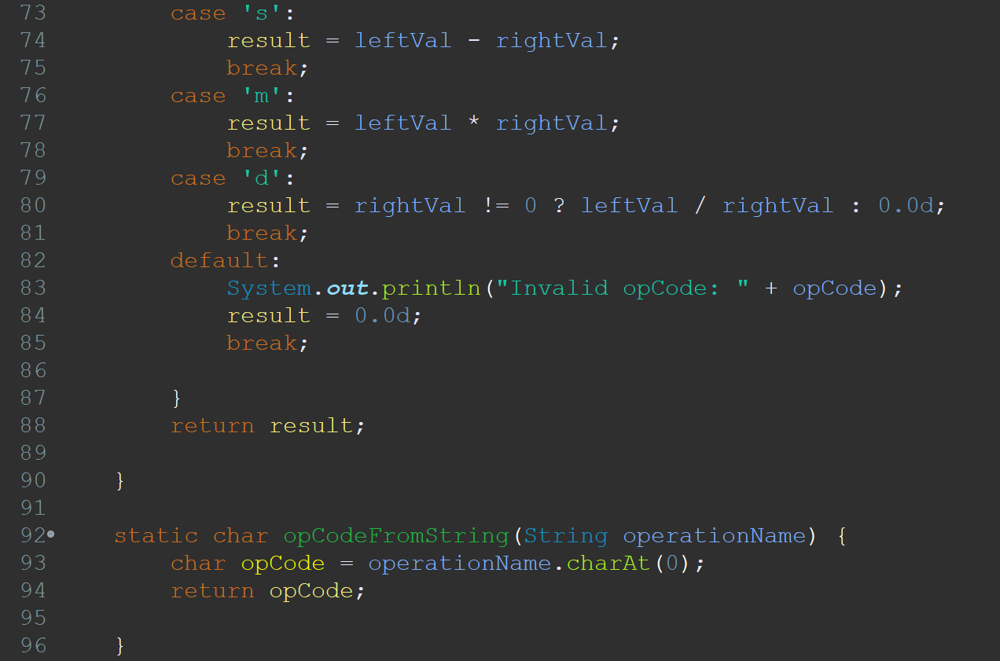 73 case 's':
74 result = leftVal - rightVal;
75 break;
76 case 'm':
77 result = leftVal * rightVal;
78 break;
79 case 'd':
80 result = rightVal != 0 ? leftVal / rightVal : 0.0d;
81 break;
82 default:
83 System.out.println("Invalid opCode: " + opCode);
84 result = 0.0d;
85 break;
86
87 }
88 return result;
89
90 }
91
92 static char opCodeFromString(String operationName) {
93 char opCode = operationName.charAt(0);
94 return opCode;
95
96 }